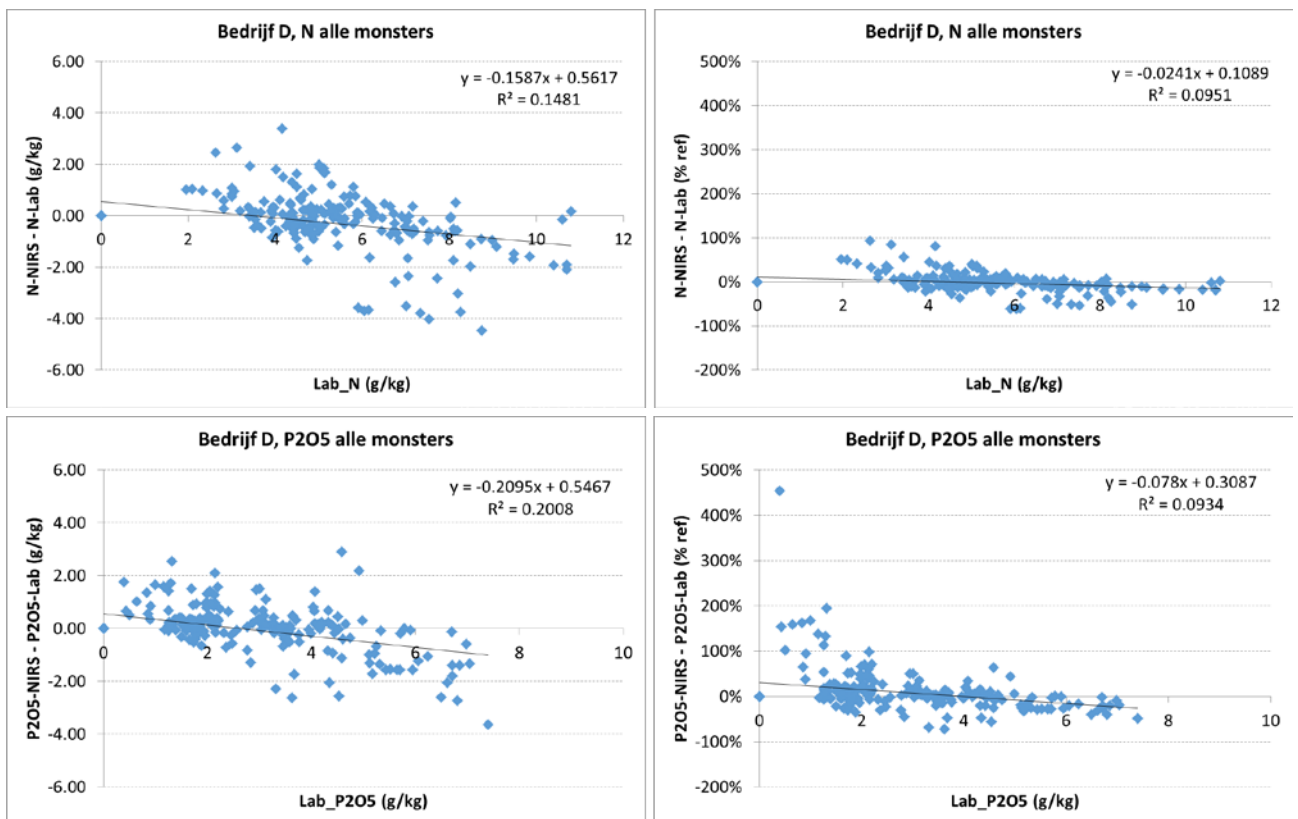 Bedrijf D, N alle monsters
y = -0.1587x + 0.5617
R² = 0.1481
N-NIRS - N-Lab (g/kg)
6.00
4.00
2.00
0.00
-2.00
-4.00
-6.00
0 2 4 6 8 10 12
Lab_N (g/kg)
Bedrijf D, N alle monsters
y = -0.0241x + 0.1089
R² = 0.0951
N-NIRS - N-Lab (% ref)
500%
400%
300%
200%
100%
0%
-100%
-200%
0 2 4 6 8 10 12
Lab_N (g/kg)
Bedrijf D, P2O5 alle monsters
y = -0.2095x + 0.5467
R² = 0.2008
P2O5-NIRS - P2O5-Lab (g/kg)
6.00
4.00
2.00
0.00
-2.00
-4.00
-6.00
0 2 4 6 8 10
Lab_P2O5 (g/kg)
Bedrijf D, P2O5 alle monsters
y = -0.078x + 0.3087
R² = 0.0934
P2O5-NIRS - P2O5-Lab (% ref)
500%
400%
300%
200%
100%
0%
-100%
-200%
0 2 4 6 8 10
Lab_P2O5 (g/kg)